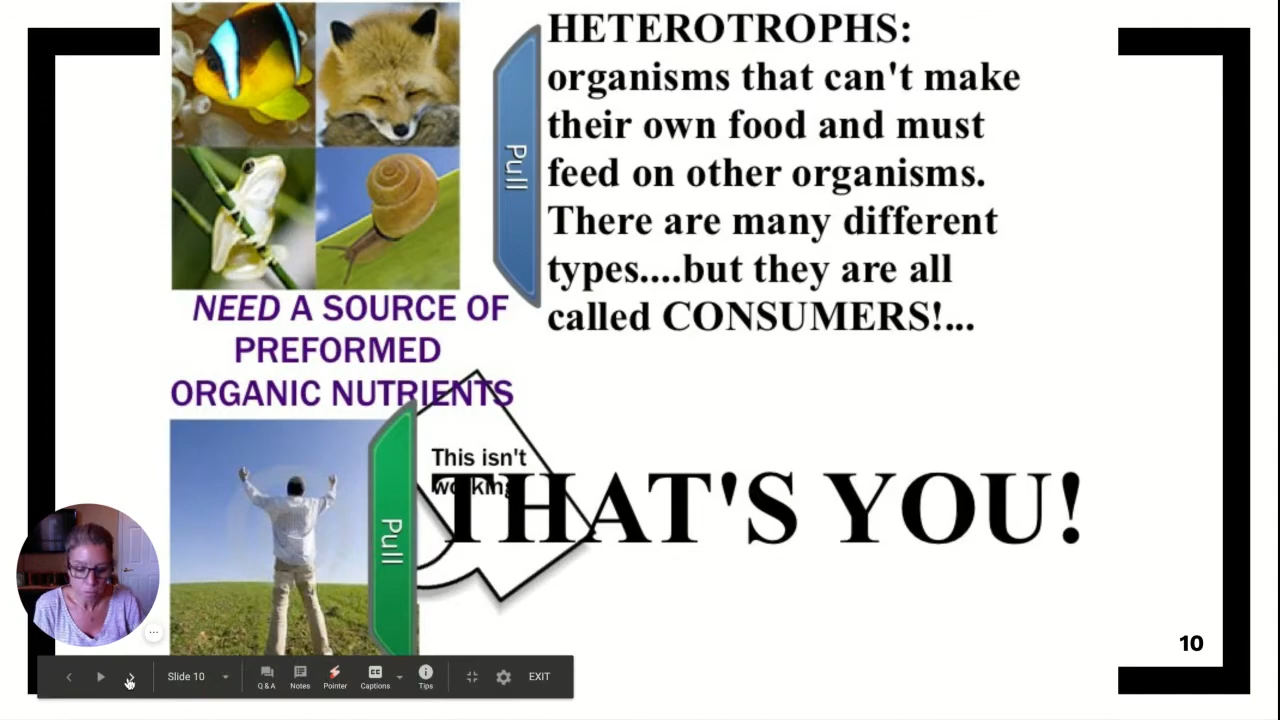 HETEROTROPHS:
organisms that can't make
their own food and must
feed on other organisms.
There are many different
types....but they are all
called CONSUMERS!...
Pull
NEED A SOURCE OF
PREFORMED
ORGANIC NUTRIENTS
This isn't
working
THAT'S YOU!
Pull
10
Slide 10
Q & A
Notes
Pointer
CC
Captions
Tips
EXIT